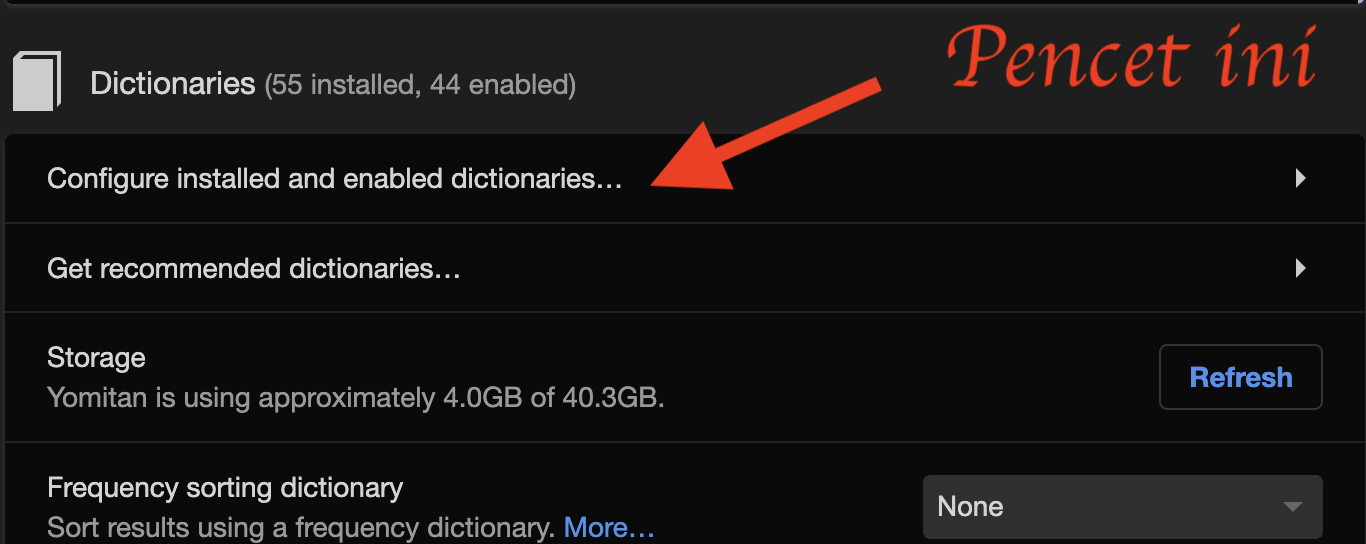 Pencet ini
Dictionaries (55 installed, 44 enabled)
Configure installed and enabled dictionaries…
Get recommended dictionaries…
Storage
Yomitan is using approximately 4.0GB of 40.3GB.
Refresh
Frequency sorting dictionary
Sort results using a frequency dictionary. More…
None